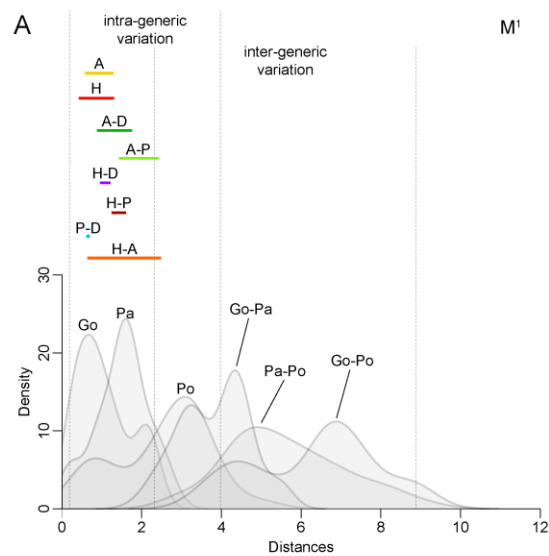 A
intra-generic
variation
inter-generic
variation
M¹
A
H
A-D
A-P
H-D
H-P
P-D
H-A
30
20
10
0
Density
Go
Pa
Po
Go-Pa
Pa-Po
Go-Po
0 2 4 6 8 10 12
Distances